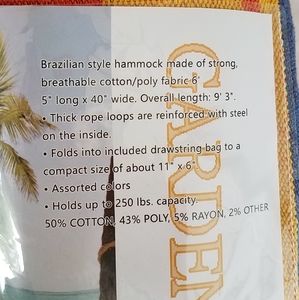 Brazilian style hammock made of strong,
breathable cotton/poly fabric 6'
5" long x 40" wide. Overall length: 9' 3".
• Thick rope loops are reinforced with steel
on the inside.
• Folds into included drawstring bag to a
compact size of about 11" x 6"
• Assorted colors
• Holds up to 250 lbs. capacity.
50% COTTON, 43% POLY, 5% RAYON, 2% OTHER
GARDEN